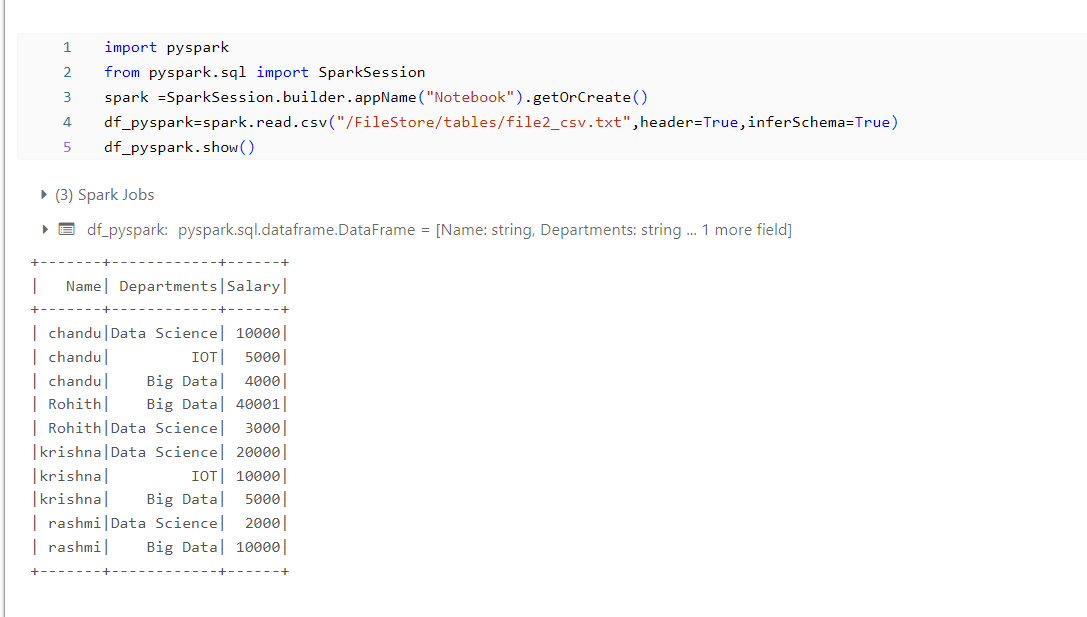 1 import pyspark
2 from pyspark.sql import SparkSession
3 spark =SparkSession.builder.appName("Notebook").getOrCreate()
4 df_pyspark=spark.read.csv("/FileStore/tables/file2_csv.txt",header=True,inferSchema=True)
5 df_pyspark.show()
(3) Spark Jobs
df_pyspark: pyspark.sql.dataframe.DataFrame = [Name: string, Departments: string ... 1 more field]
+-------+------------+------+
|   Name| Departments|Salary|
+-------+------------+------+
| chandu|Data Science| 10000|
| chandu|         IOT|  5000|
| chandu|    Big Data|  4000|
| Rohith|    Big Data| 40001|
| Rohith|Data Science|  3000|
|krishna|Data Science| 20000|
|krishna|         IOT| 10000|
|krishna|    Big Data|  5000|
| rashmi|Data Science|  2000|
| rashmi|    Big Data| 10000|
+-------+------------+------+